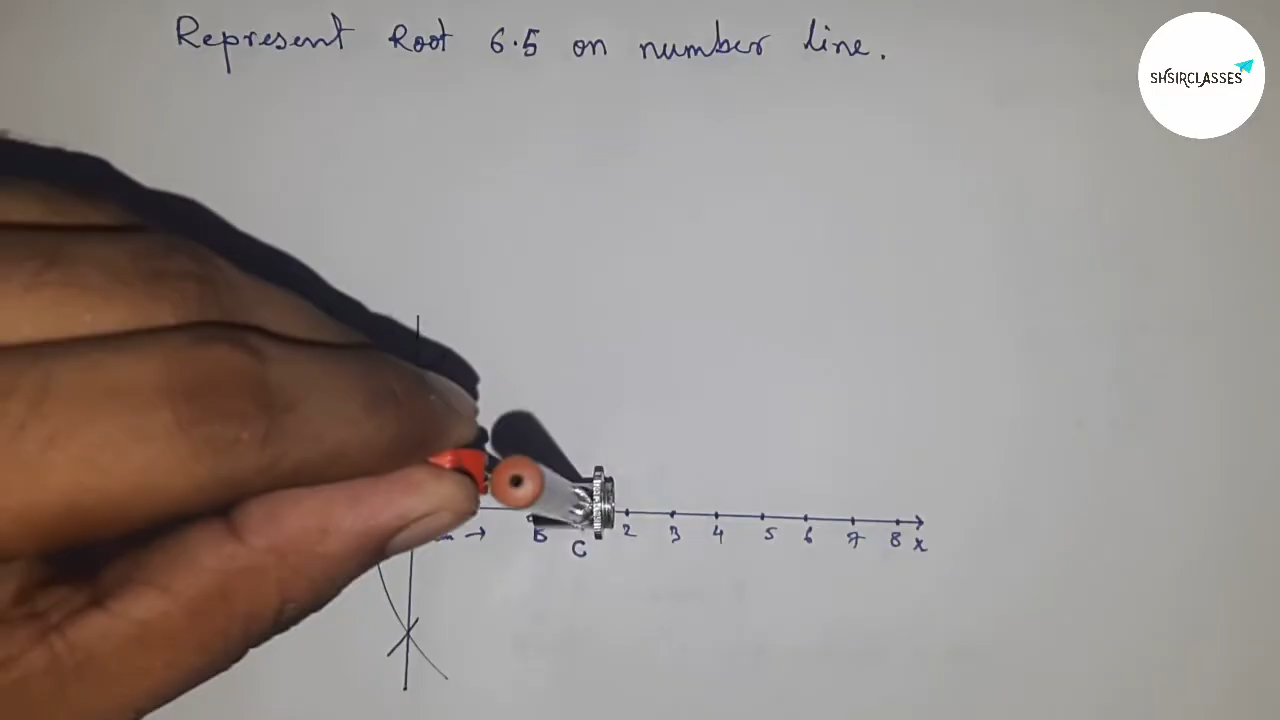 Represent Root 6.5 on number line.
SHSIRCLASSES
B C 2 3 4 5 6 7 8 X